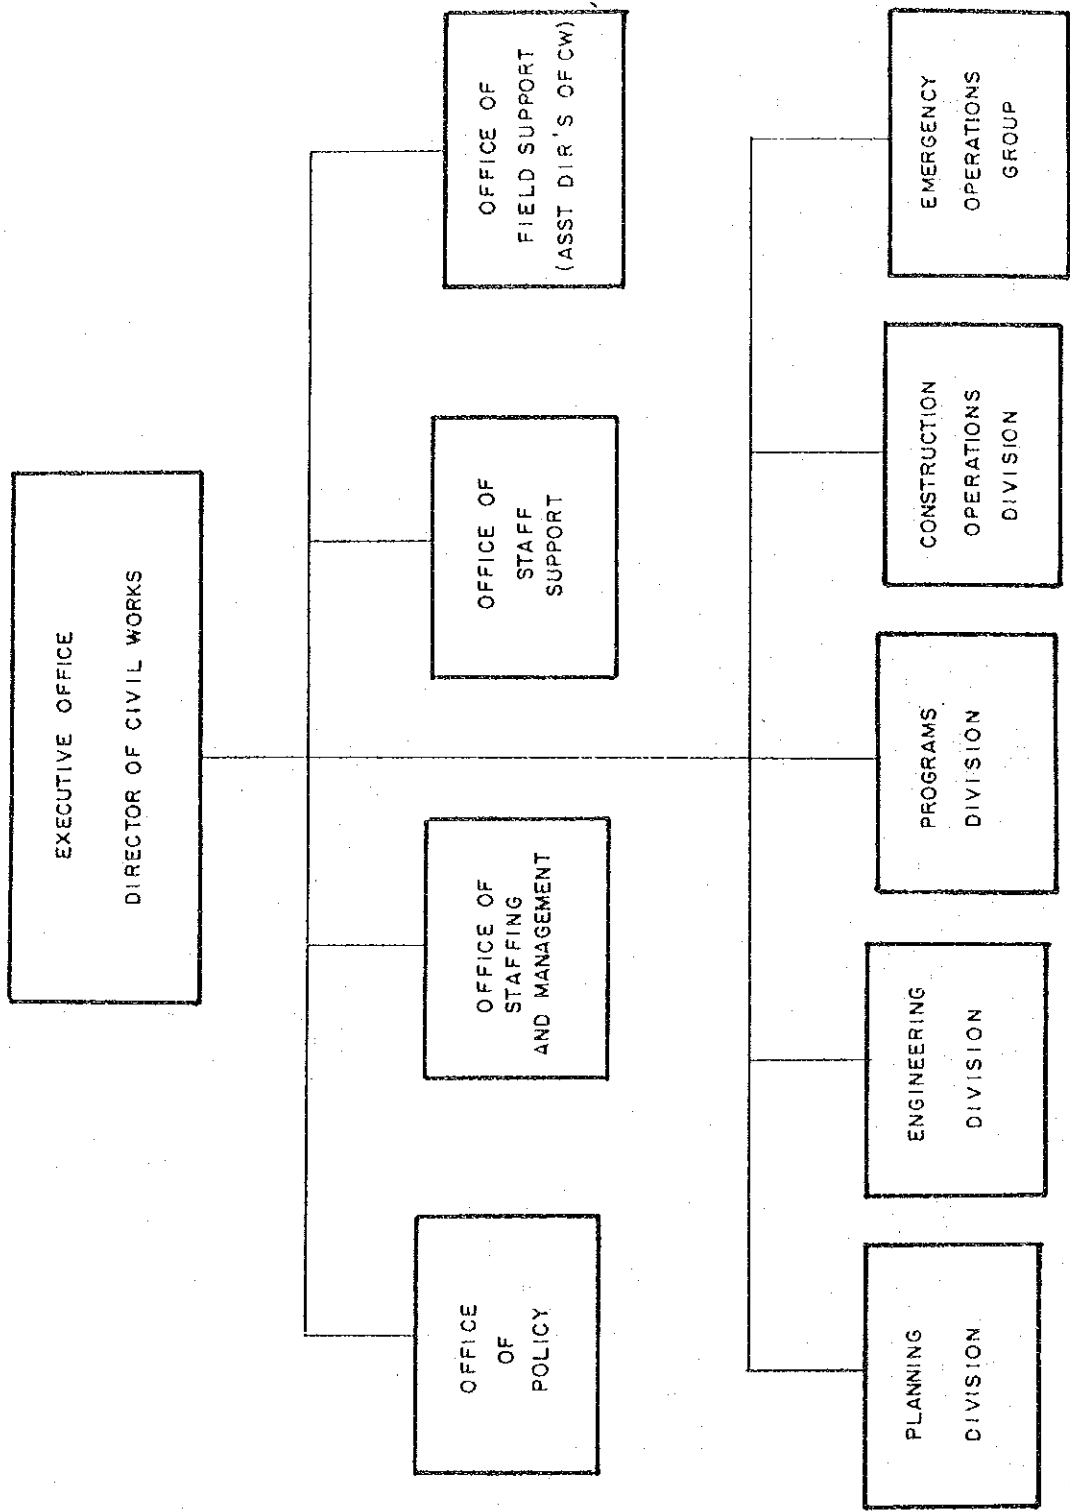 EXECUTIVE OFFICE
DIRECTOR OF CIVIL WORKS
OFFICE
OF
POLICY
OFFICE OF
STAFFING
AND MANAGEMENT
OFFICE OF
STAFF
SUPPORT
OFFICE OF
FIELD SUPPORT
(ASST DIR'S OF CW)
PLANNING
DIVISION
ENGINEERING
DIVISION
PROGRAMS
DIVISION
CONSTRUCTION
OPERATIONS
DIVISION
EMERGENCY
OPERATIONS
GROUP